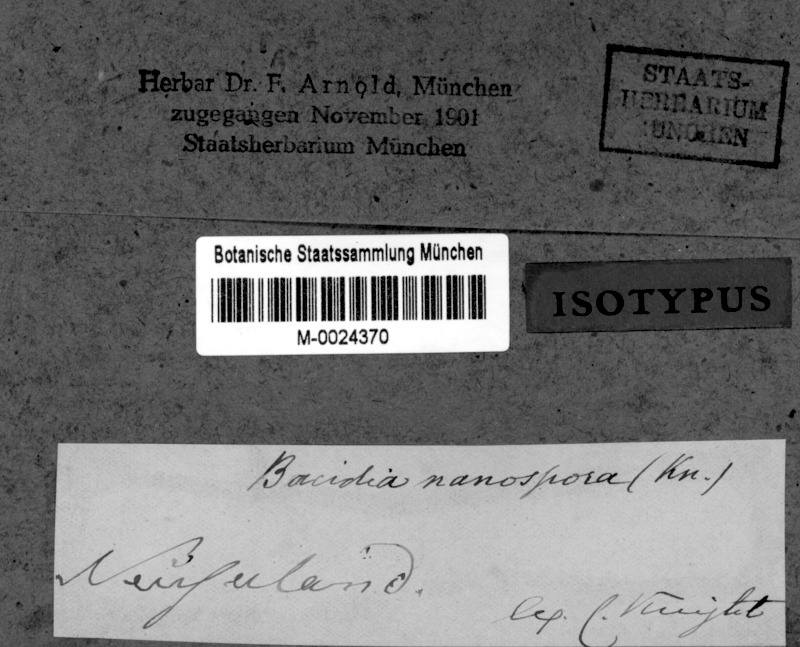 Herbar Dr. F. Arnold, München
zugegangen November 1901
Staatsherbarium München
STAATS-
HERBARIUM
MÜNCHEN
Botanische Staatssammlung München
M-0024370
ISOTYPUS
Bacidia nanospora (Kn.)
Neuseeland.
C. Knight